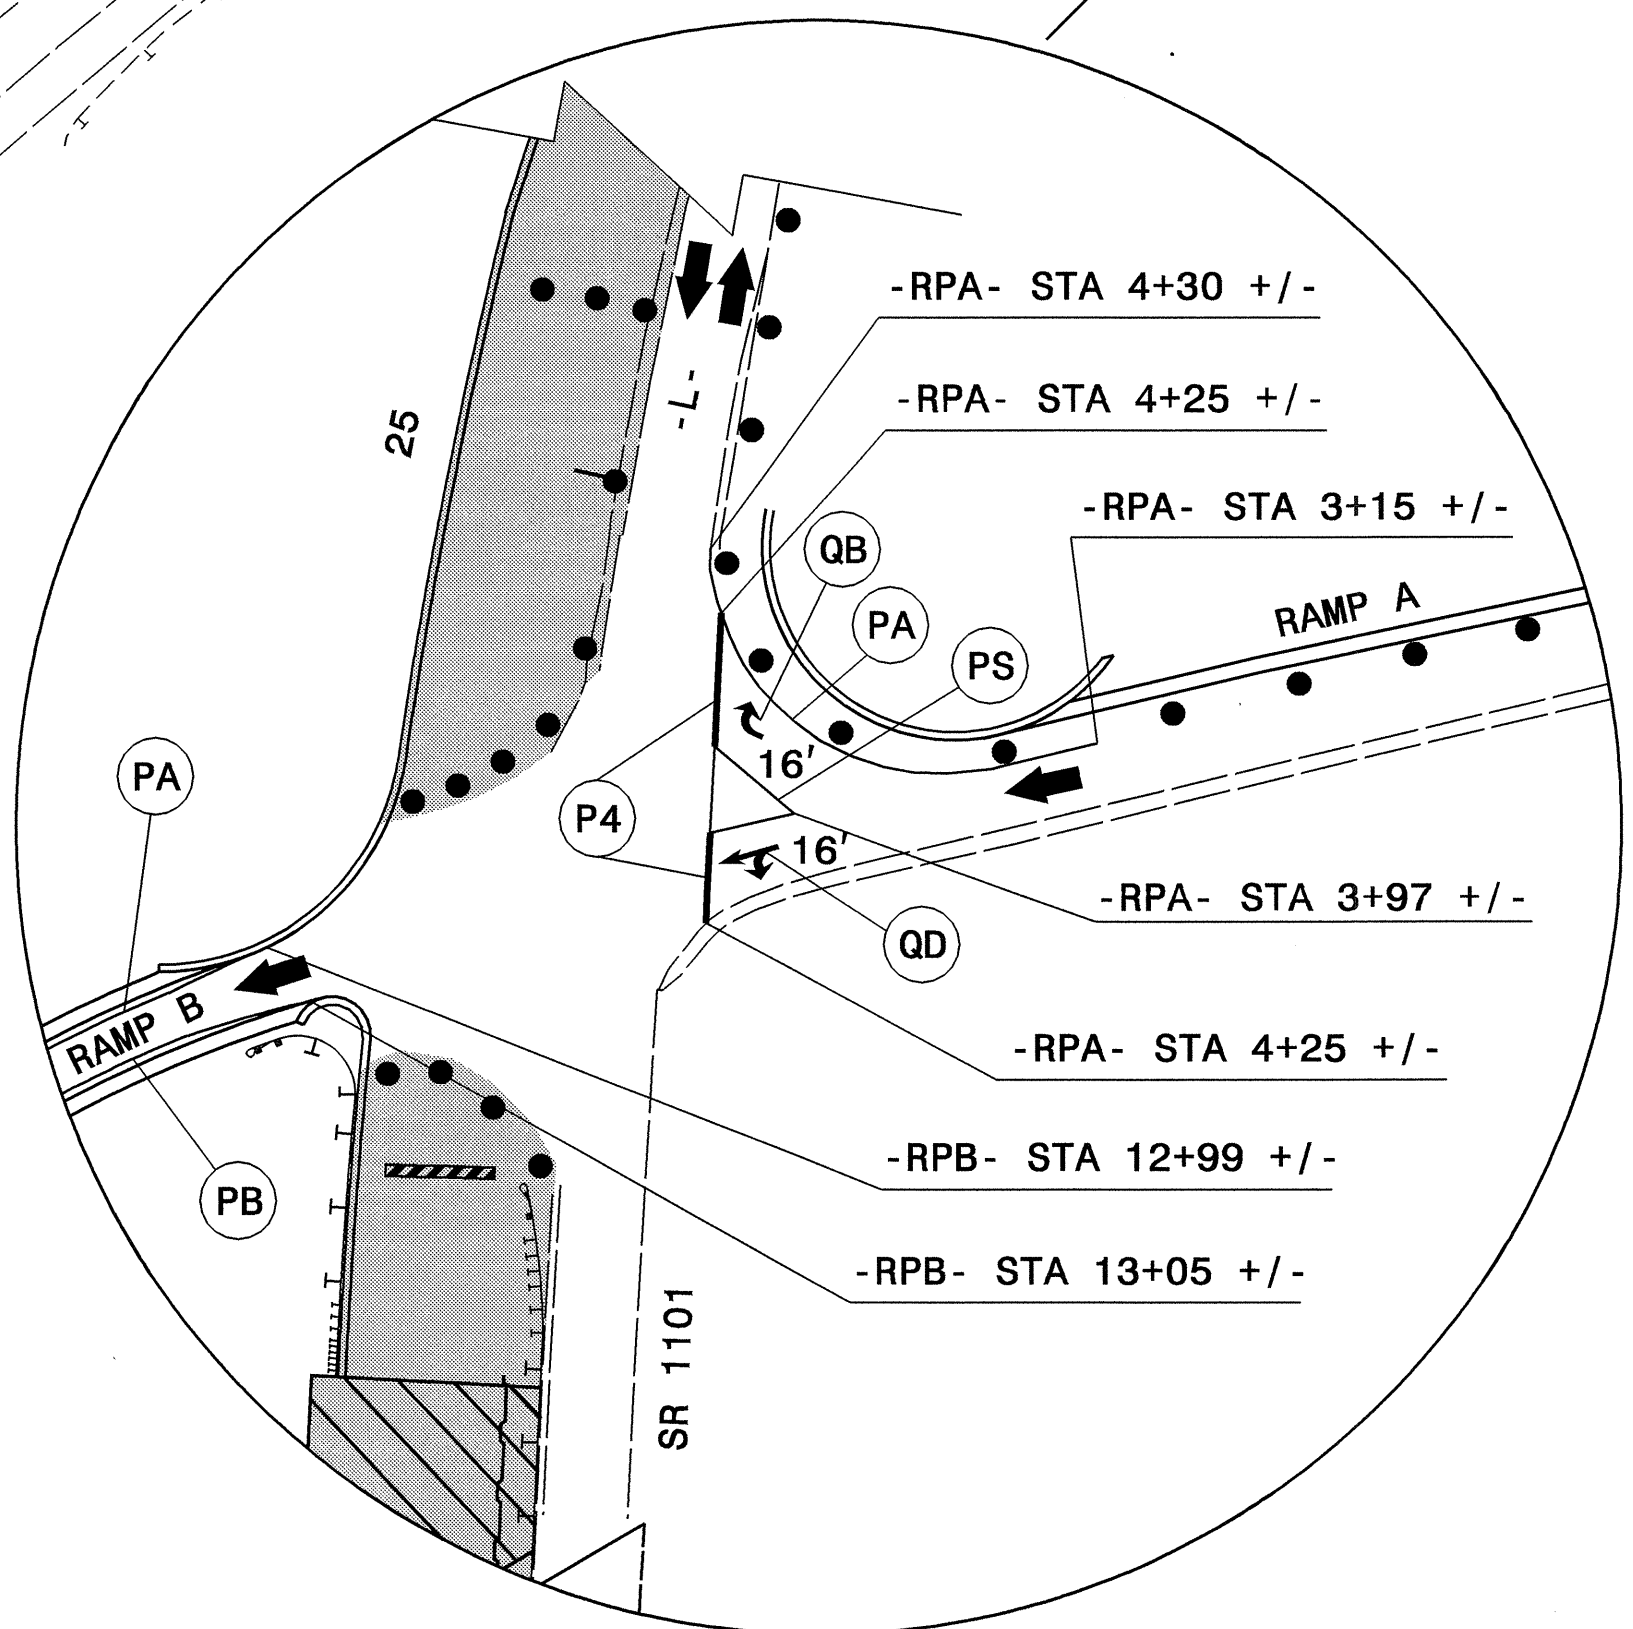 -RPA- STA 4+30 +/-
-RPA- STA 4+25 +/-
-L-
25
-RPA- STA 3+15 +/-
QB
RAMP A
PA
PS
16'
PA
P4
16'
-RPA- STA 3+97 +/-
QD
RAMP B
-RPA- STA 4+25 +/-
-RPB- STA 12+99 +/-
PB
-RPB- STA 13+05 +/-
SR 1101